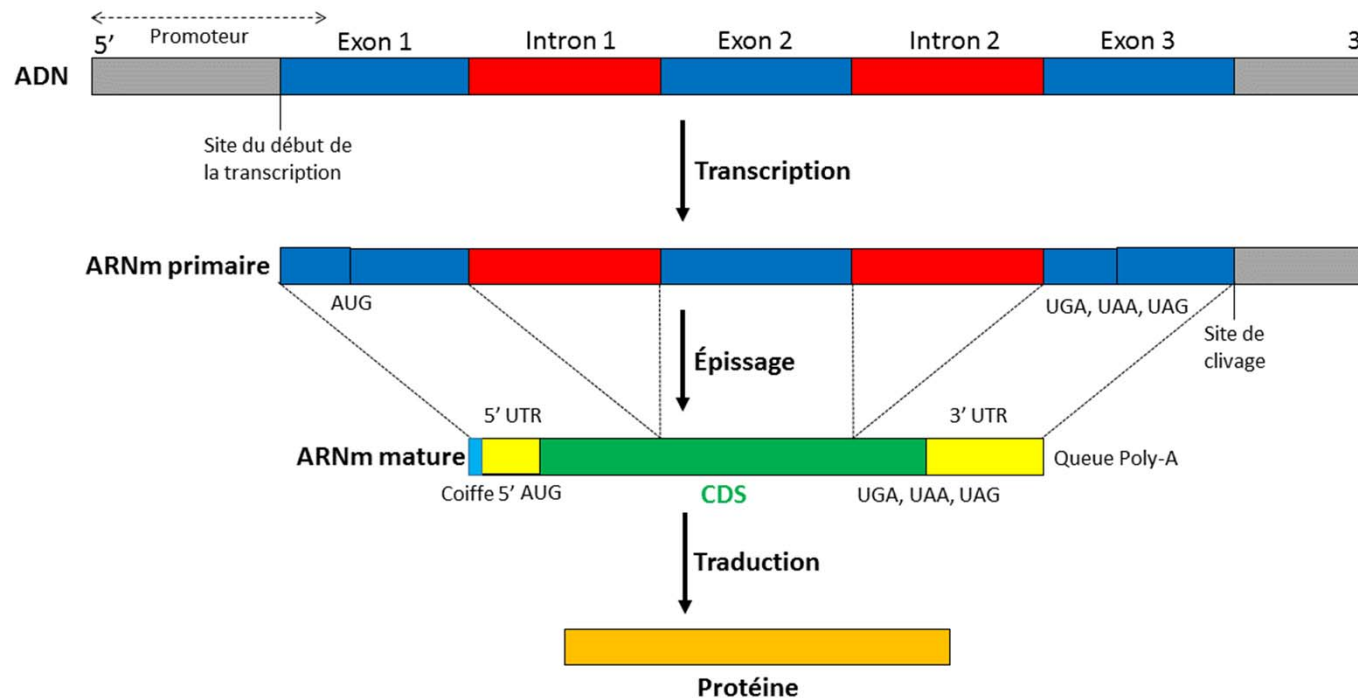 5’ Promoteur Exon 1 Intron 1 Exon 2 Intron 2 Exon 3 3
ADN
Site du début de
la transcription
Transcription
ARNm primaire
AUG
UGA, UAA, UAG
Site de
clivage
Épissage
5’ UTR
3’ UTR
ARNm mature
Queue Poly-A
Coiffe 5’ AUG
CDS
UGA, UAA, UAG
Traduction
Protéine